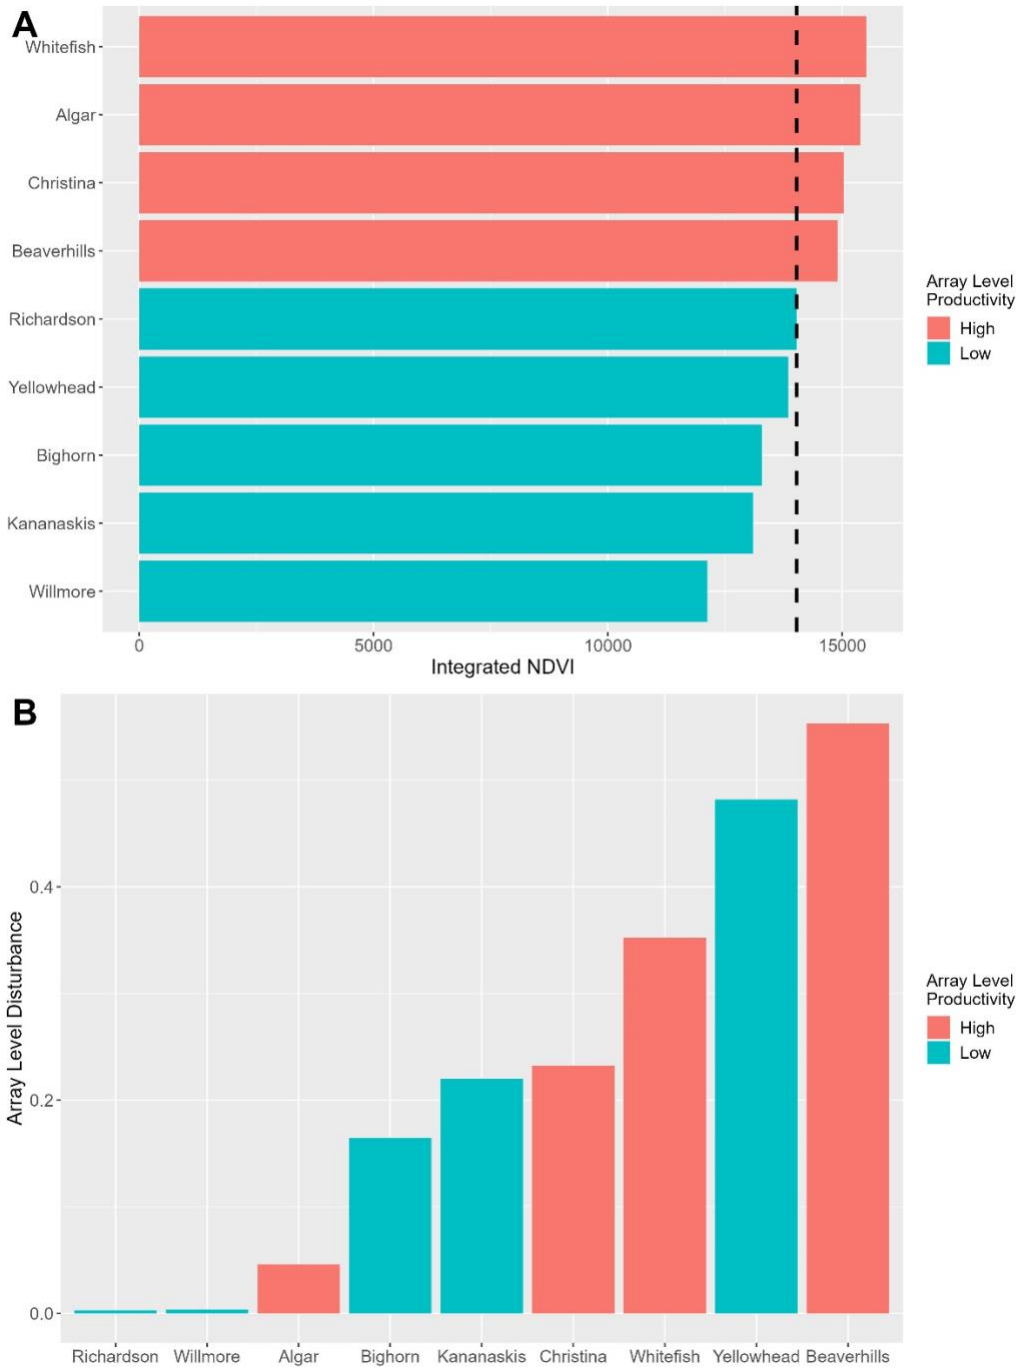 A
Whitefish
Algar
Christina
Beaverhills
Richardson
Yellowhead
Bighorn
Kananaskis
Willmore
0 5000 10000 15000
Integrated NDVI
Array Level
Productivity
High
Low
B
Array Level Disturbance
0.4
0.2
0.0
Richardson Willmore Algar Bighorn Kananaskis Christina Whitefish Yellowhead Beaverhills
Array Level
Productivity
High
Low